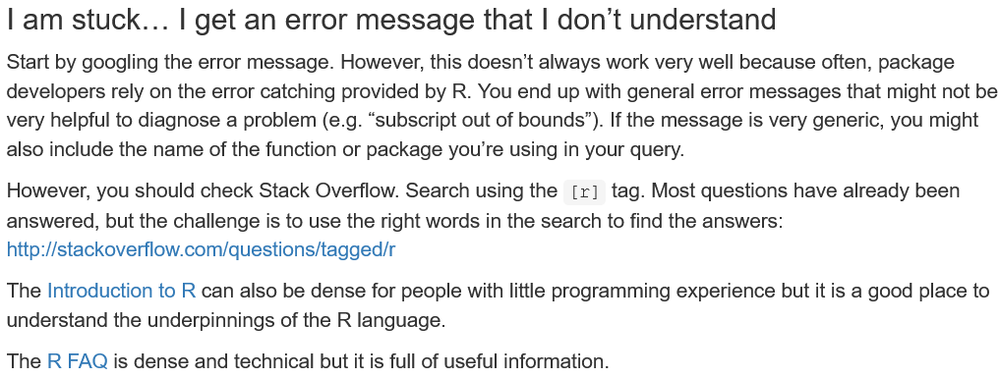 I am stuck… I get an error message that I don’t understand
Start by googling the error message. However, this doesn’t always work very well because often, package
developers rely on the error catching provided by R. You end up with general error messages that might not be
very helpful to diagnose a problem (e.g. “subscript out of bounds”). If the message is very generic, you might
also include the name of the function or package you’re using in your query.
However, you should check Stack Overflow. Search using the [r] tag. Most questions have already been
answered, but the challenge is to use the right words in the search to find the answers:
http://stackoverflow.com/questions/tagged/r
The Introduction to R can also be dense for people with little programming experience but it is a good place to
understand the underpinnings of the R language.
The R FAQ is dense and technical but it is full of useful information.